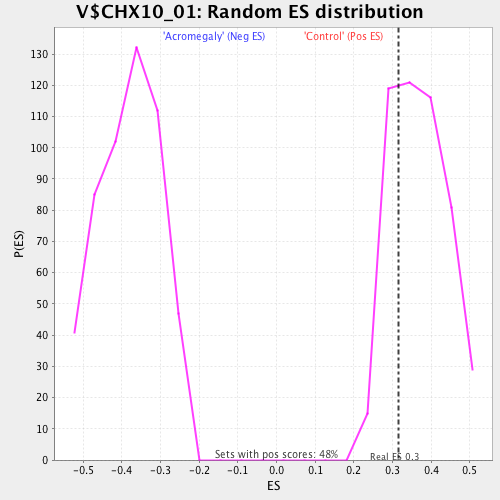 V$CHX10_01: Random ES distribution
'Acromegaly' (Neg ES) 'Control' (Pos ES)
130
120
110
100
90
80
70
60
50
40
30
20
10
0
P(ES)
Sets with pos scores: 48%
Real ES 0.3
-0.5 -0.4 -0.3 -0.2 -0.1 0.0 0.1 0.2 0.3 0.4 0.5
ES